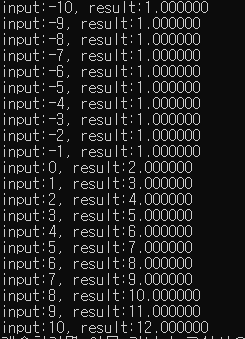 input:-10, result:1.000000
input:-9, result:1.000000
input:-8, result:1.000000
input:-7, result:1.000000
input:-6, result:1.000000
input:-5, result:1.000000
input:-4, result:1.000000
input:-3, result:1.000000
input:-2, result:1.000000
input:-1, result:1.000000
input:0, result:2.000000
input:1, result:3.000000
input:2, result:4.000000
input:3, result:5.000000
input:4, result:6.000000
input:5, result:7.000000
input:6, result:8.000000
input:7, result:9.000000
input:8, result:10.000000
input:9, result:11.000000
input:10, result:12.000000